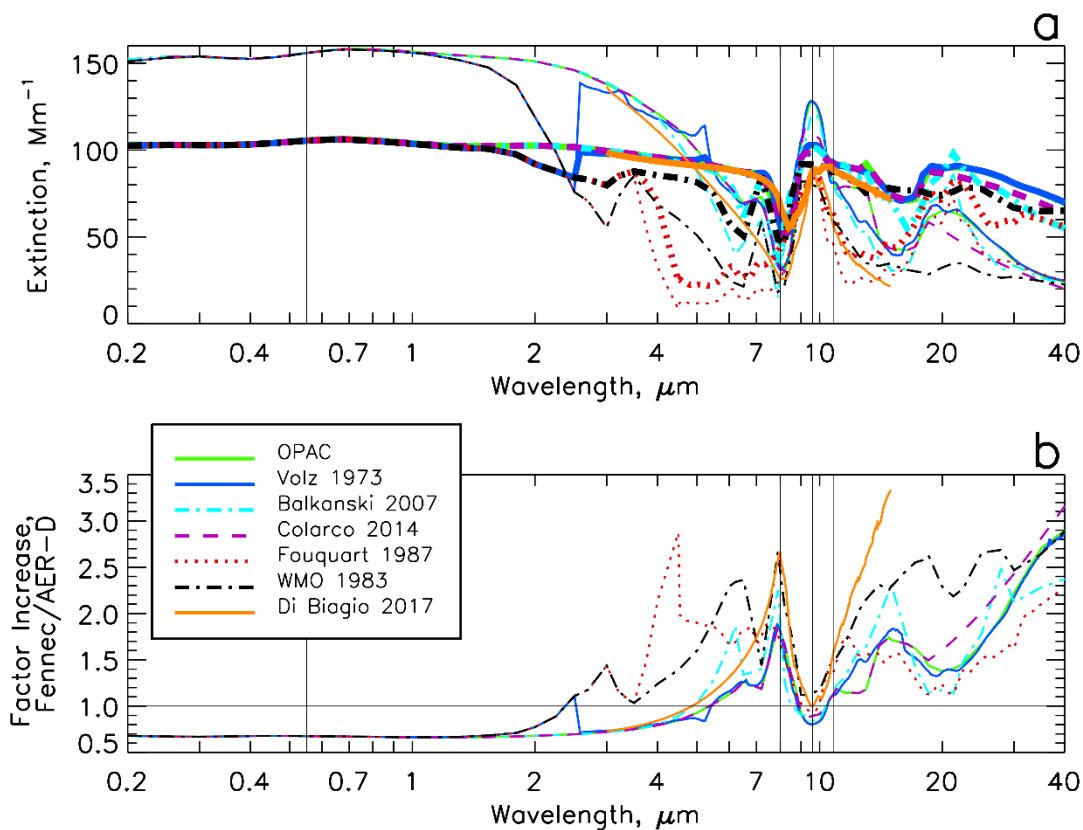 a
Extinction, Mm⁻¹
150
100
50
0
0.2 0.4 0.7 1 2 4 7 10 20 40
Wavelength, μm
b
Factor Increase,
Fennec/AER-D
3.5
3.0
2.5
2.0
1.5
1.0
0.5
OPAC
Volz 1973
Balkanski 2007
Colarco 2014
Fouquart 1987
WMO 1983
Di Biagio 2017
0.2 0.4 0.7 1 2 4 7 10 20 40
Wavelength, μm